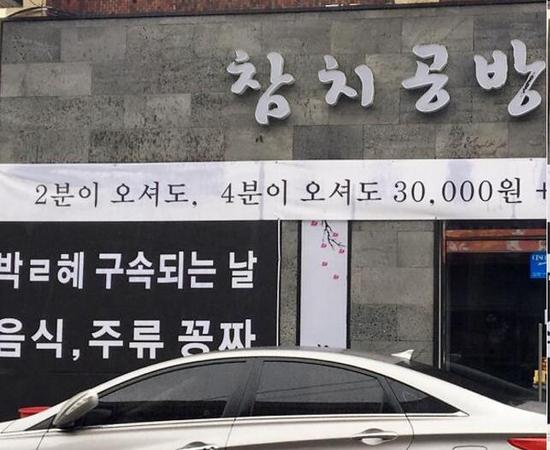 참치공방
2분이 오셔도, 4분이 오셔도 30,000원 +
박ㄹ혜 구속되는 날
음식, 주류 꽁짜